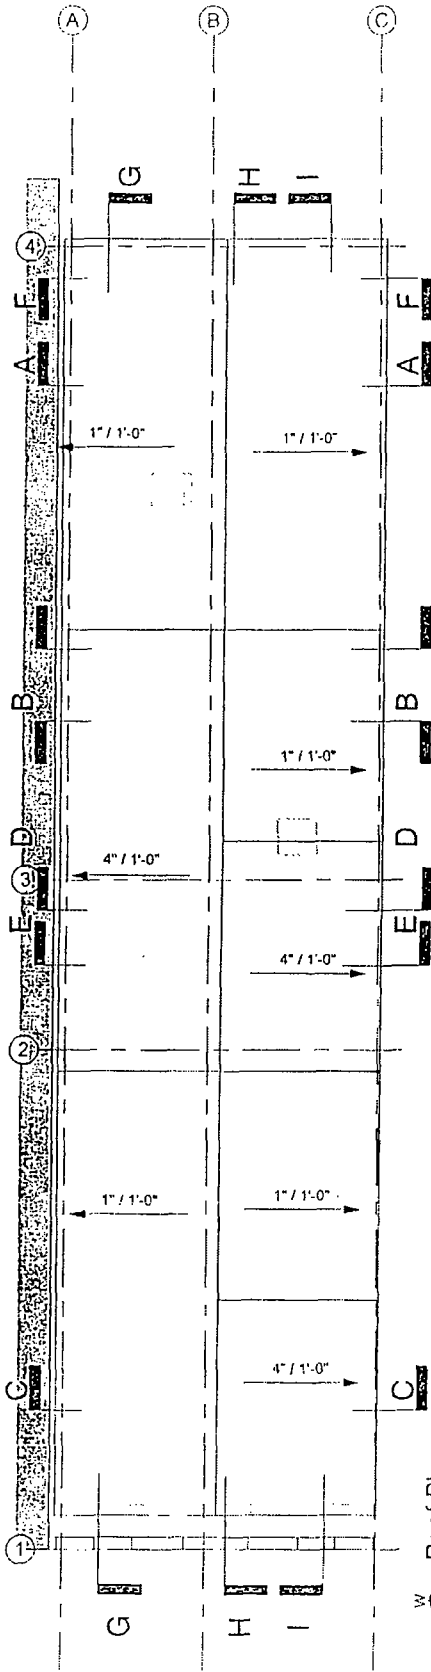 A B C
G H I
4
F F
A A
1" / 1'-0" 1" / 1'-0"
B B
1" / 1'-0"
D D
4" / 1'-0"
3
E E
4" / 1'-0"
2
1" / 1'-0" 1" / 1'-0"
4" / 1'-0"
C C
1
G H I
Roof